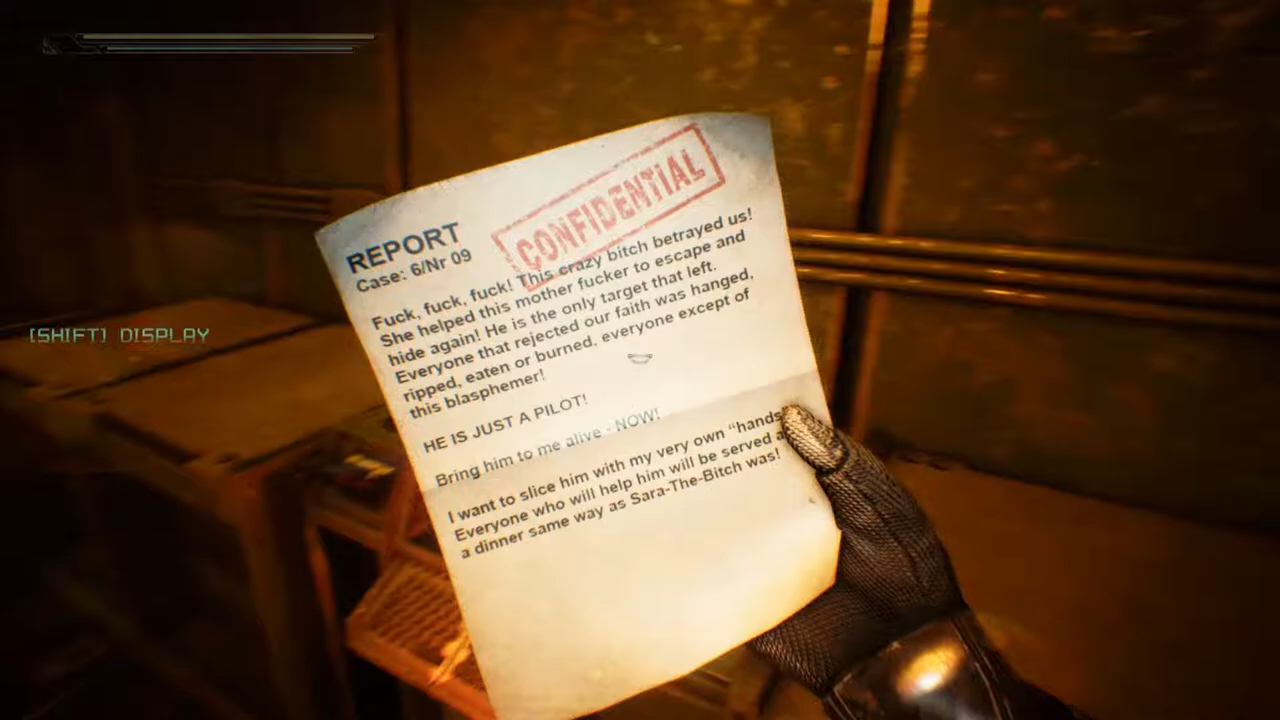 CONFIDENTIAL
REPORT
Case: 6/Nr 09
Fuck, fuck, fuck! This crazy bitch betrayed us!
She helped this mother fucker to escape and
hide again! He is the only target that left.
Everyone that rejected our faith was hanged,
ripped, eaten or burned, everyone except of
this blasphemer!
HE IS JUST A PILOT!
Bring him to me alive - NOW!
I want to slice him with my very own “hands
Everyone who will help him will be served a
a dinner same way as Sara-The-Bitch was!
[SHIFT] DISPLAY